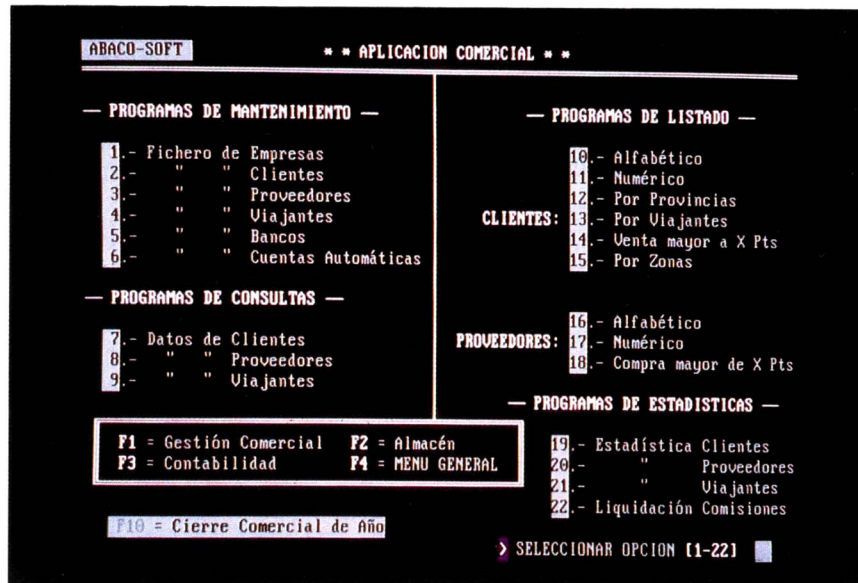 ABACO-SOFT
* * APLICACION COMERCIAL * *
— PROGRAMAS DE MANTENIMIENTO —
1.- Fichero de Empresas
2.- " " Clientes
3.- " " Proveedores
4.- " " Viajantes
5.- " " Bancos
6.- " " Cuentas Automáticas
— PROGRAMAS DE CONSULTAS —
7.- Datos de Clientes
8.- " " Proveedores
9.- " " Viajantes
— PROGRAMAS DE LISTADO —
CLIENTES:
10.- Alfabético
11.- Numérico
12.- Por Provincias
13.- Por Viajantes
14.- Venta mayor a X Pts
15.- Por Zonas
PROVEEDORES:
16.- Alfabético
17.- Numérico
18.- Compra mayor de X Pts
— PROGRAMAS DE ESTADISTICAS —
19.- Estadística Clientes
20.- " Proveedores
21.- " Viajantes
22.- Liquidación Comisiones
F1 = Gestión Comercial F2 = Almacén
F3 = Contabilidad F4 = MENU GENERAL
F10 = Cierre Comercial de Año
> SELECCIONAR OPCION [1-22]